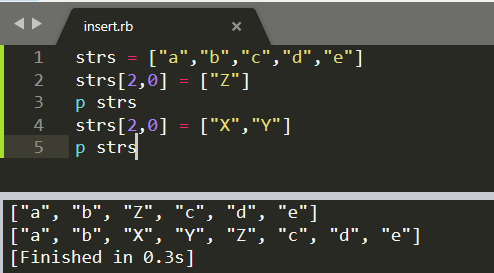 insert.rb
1 strs = ["a","b","c","d","e"]
2 strs[2,0] = ["Z"]
3 p strs
4 strs[2,0] = ["X","Y"]
5 p strs
["a", "b", "Z", "c", "d", "e"]
["a", "b", "X", "Y", "Z", "c", "d", "e"]
[Finished in 0.3s]